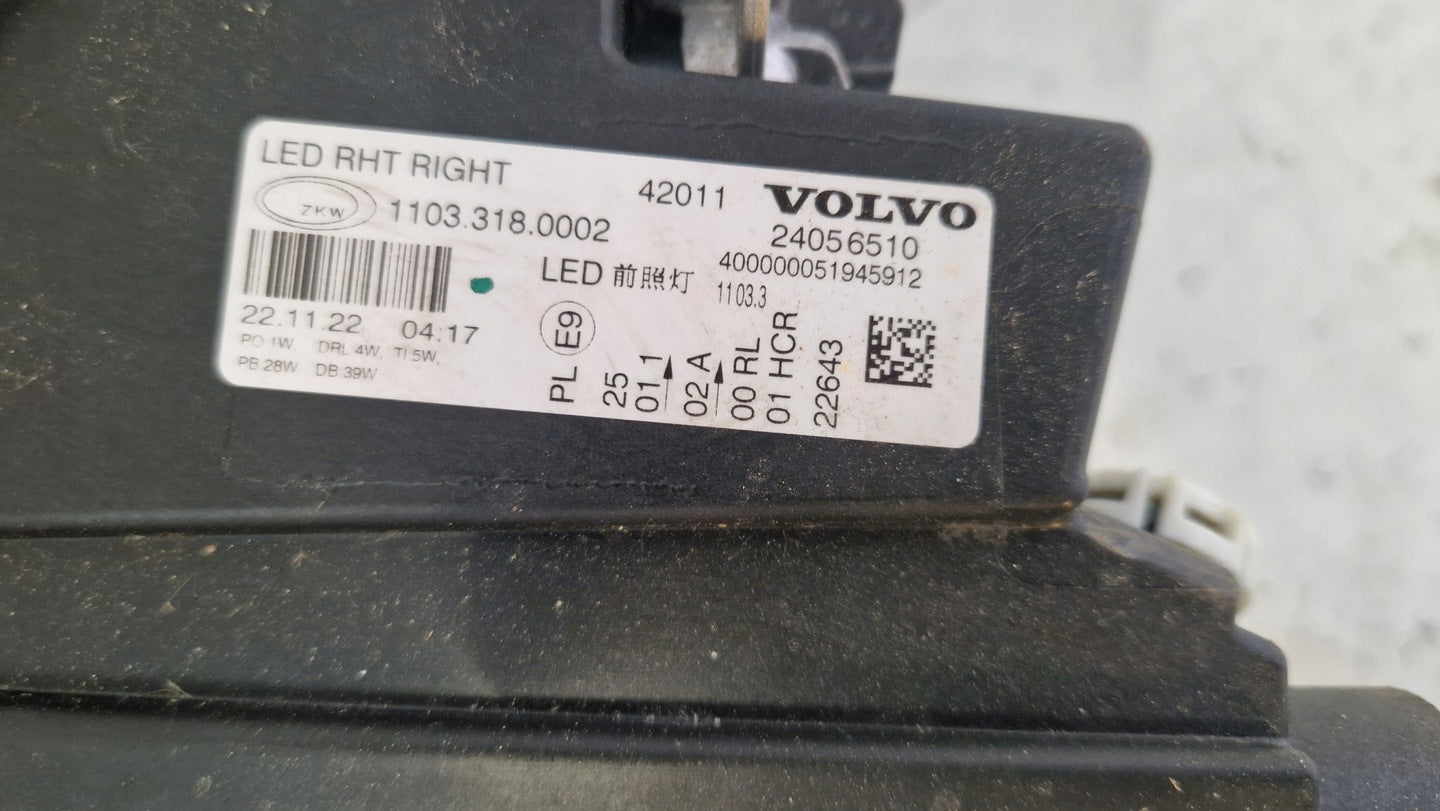 LED RHT RIGHT
42011
VOLVO
ZKW
1103.318.0002
24056510
LED 前照灯
400000051945912
1103.3
22.11.22 04:17
PO 1W, DRL 4W, TI 5W,
PB 28W DB 39W
E9
PL
25
01 1
02 A
00 RL
01 HCR
22643